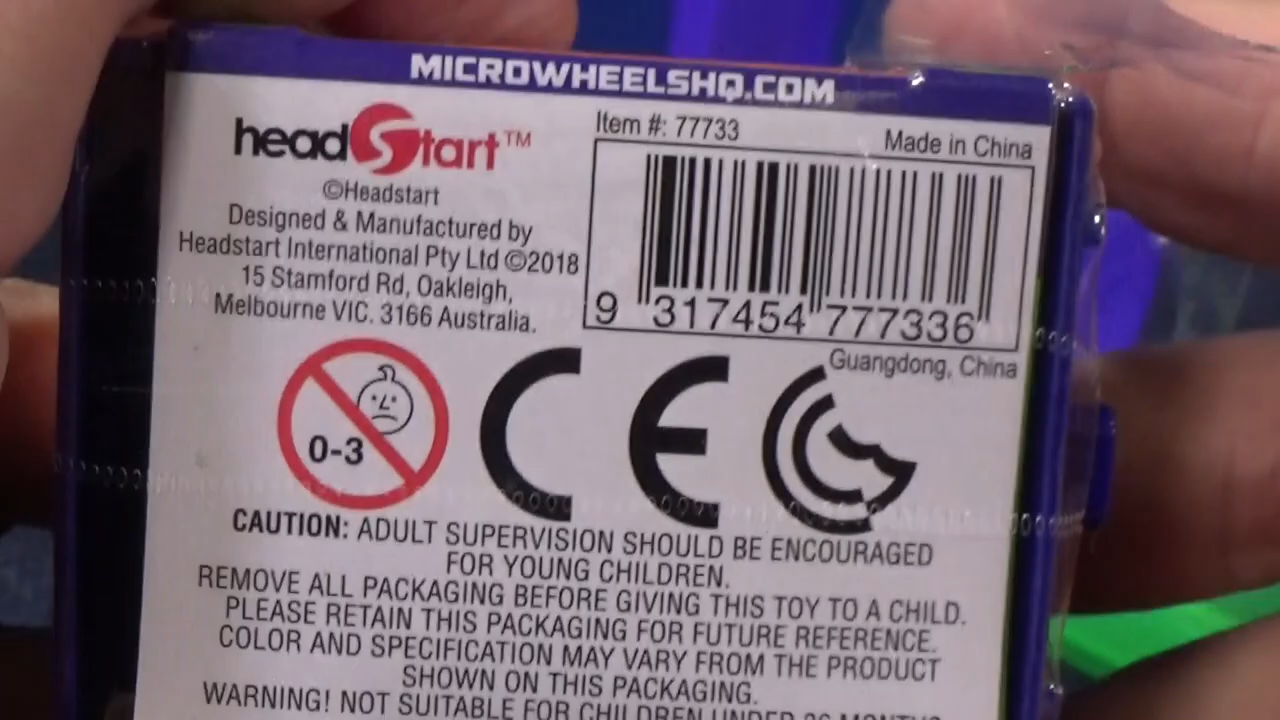 MICROWHEELSHQ.COM
headStart™
©Headstart
Designed & Manufactured by
Headstart International Pty Ltd ©2018
15 Stamford Rd, Oakleigh,
Melbourne VIC. 3166 Australia.
Item #: 77733
Made in China
9 317454 777336
Guangdong, China
0-3
CE
CAUTION: ADULT SUPERVISION SHOULD BE ENCOURAGED
FOR YOUNG CHILDREN.
REMOVE ALL PACKAGING BEFORE GIVING THIS TOY TO A CHILD.
PLEASE RETAIN THIS PACKAGING FOR FUTURE REFERENCE.
COLOR AND SPECIFICATION MAY VARY FROM THE PRODUCT
SHOWN ON THIS PACKAGING.
WARNING! NOT SUITABLE FOR CHILDREN UNDER 36 MONTHS